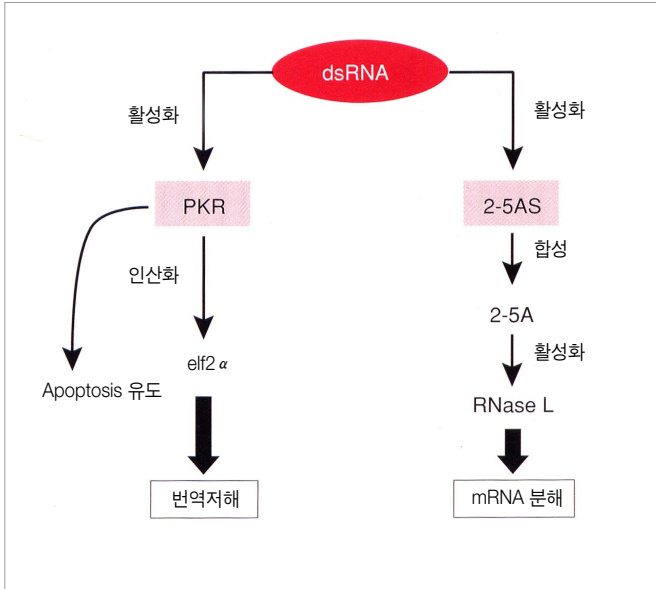 dsRNA
활성화
활성화
PKR
2-5AS
인산화
합성
2-5A
elf2 α
활성화
Apoptosis 유도
RNase L
번역저해
mRNA 분해